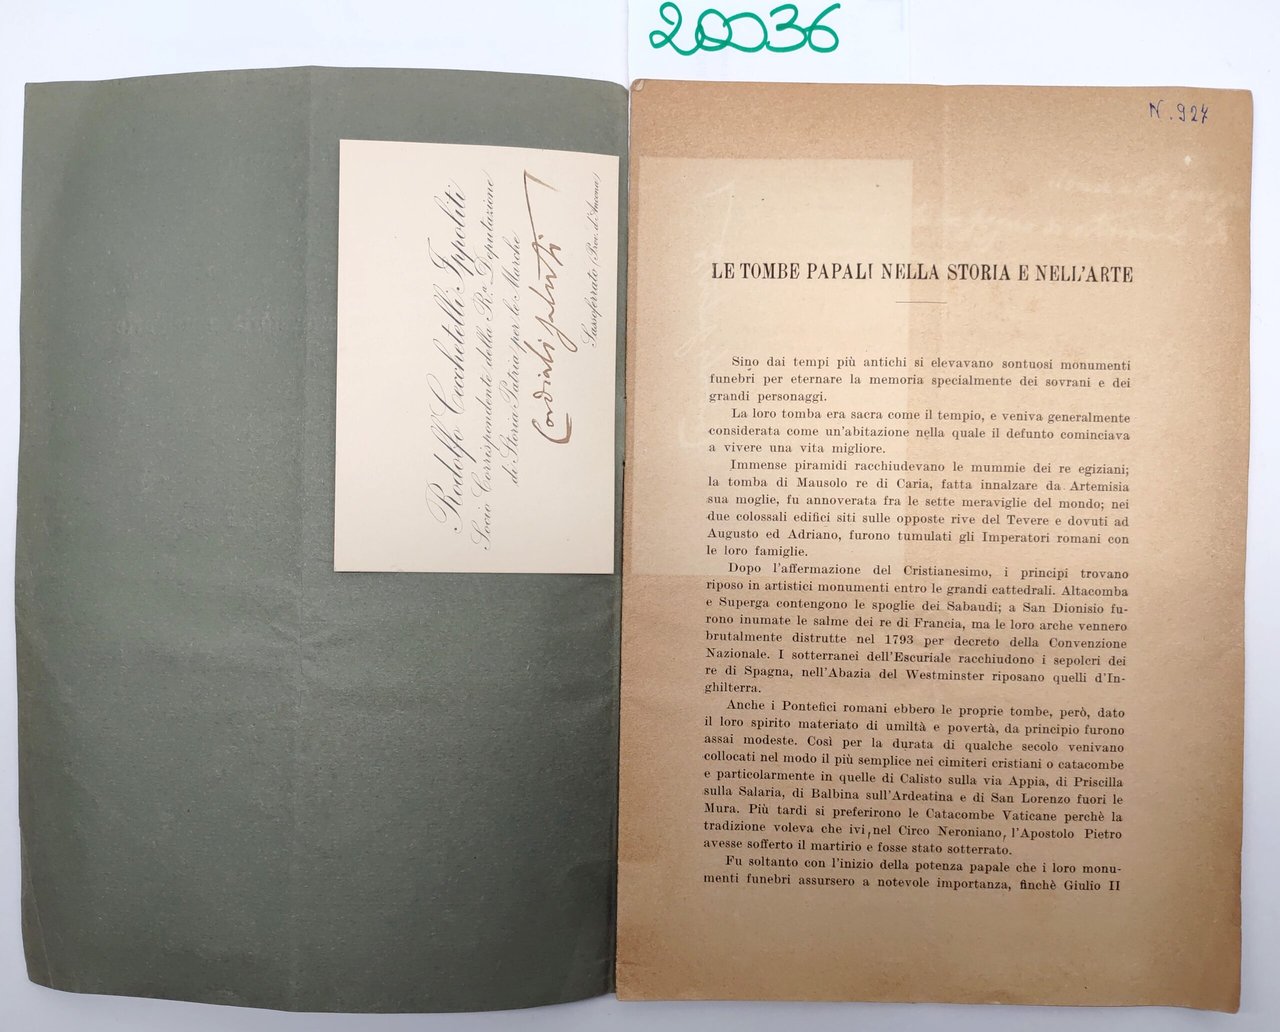 20036
Rodolfo Cecchetelli Ippoliti
Socio Corrispondente della R.ª Deputazione
di Storia Patria per le Marche
Cordiali saluti
Sassoferrato (Prov. d'Ancona)
N. 927
LE TOMBE PAPALI NELLA STORIA E NELL'ARTE
Sino dai tempi più antichi si elevavano sontuosi monumenti
funebri per eternare la memoria specialmente dei sovrani e dei
grandi personaggi.
La loro tomba era sacra come il tempio, e veniva generalmente
considerata come un'abitazione nella quale il defunto cominciava
a vivere una vita migliore.
Immense piramidi racchiudevano le mummie dei re egiziani;
la tomba di Mausolo re di Caria, fatta innalzare da Artemisia
sua moglie, fu annoverata fra le sette meraviglie del mondo; nei
due colossali edifici siti sulle opposte rive del Tevere e dovuti ad
Augusto ed Adriano, furono tumulati gli Imperatori romani con
le loro famiglie.
Dopo l'affermazione del Cristianesimo, i principi trovano
riposo in artistici monumenti entro le grandi cattedrali. Altacomba
e Superga contengono le spoglie dei Sabaudi; a San Dionisio fu-
rono inumate le salme dei re di Francia, ma le loro arche vennero
brutalmente distrutte nel 1793 per decreto della Convenzione
Nazionale. I sotterranei dell'Escuriale racchiudono i sepolcri dei
re di Spagna, nell'Abazia del Westminster riposano quelli d'In-
ghilterra.
Anche i Pontefici romani ebbero le proprie tombe, però, dato
il loro spirito materiato di umiltà e povertà, da principio furono
assai modeste. Così per la durata di qualche secolo venivano
collocati nel modo il più semplice nei cimiteri cristiani o catacombe
e particolarmente in quelle di Calisto sulla via Appia, di Priscilla
sulla Salaria, di Balbina sull'Ardeatina e di San Lorenzo fuori le
Mura. Più tardi si preferirono le Catacombe Vaticane perchè la
tradizione voleva che ivi, nel Circo Neroniano, l'Apostolo Pietro
avesse sofferto il martirio e fosse stato sotterrato.
Fu soltanto con l'inizio della potenza papale che i loro monu-
menti funebri assursero a notevole importanza, finchè Giulio II